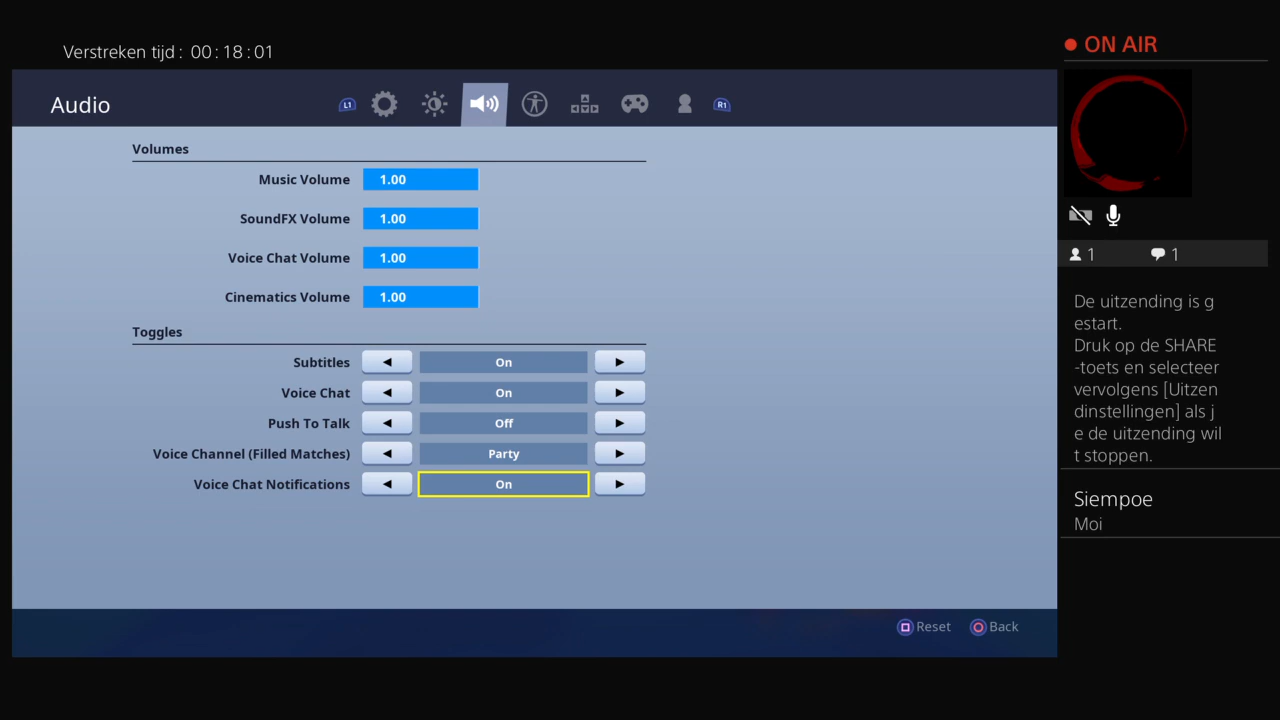 Verstreken tijd : 00 : 18 : 01
ON AIR
Audio
L1
R1
Volumes
Music Volume 1.00
SoundFX Volume 1.00
Voice Chat Volume 1.00
Cinematics Volume 1.00
Toggles
Subtitles On
Voice Chat On
Push To Talk Off
Voice Channel (Filled Matches) Party
Voice Chat Notifications On
Reset Back
1 1
De uitzending is g
estart.
Druk op de SHARE
-toets en selecteer
vervolgens [Uitzen
dinstellingen] als j
e de uitzending wil
t stoppen.
Siempoe
Moi